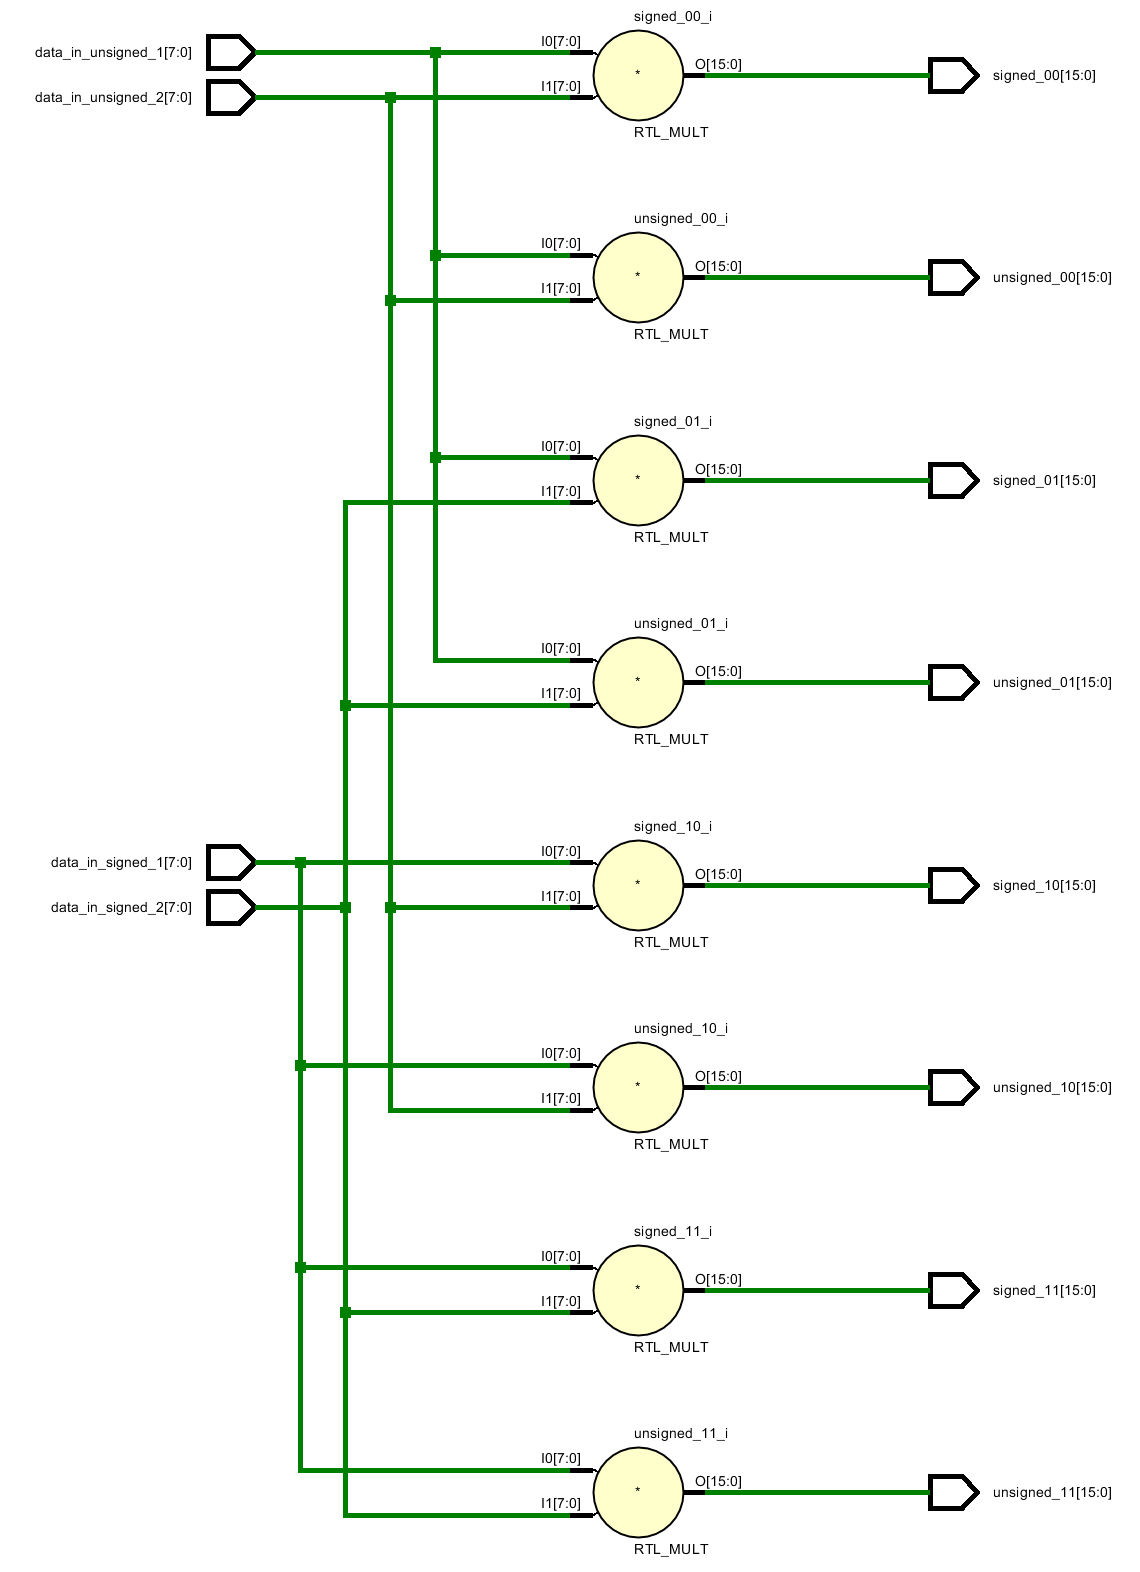 signed_00_i
data_in_unsigned_1[7:0]
I0[7:0]
O[15:0]
*
signed_00[15:0]
data_in_unsigned_2[7:0]
I1[7:0]
RTL_MULT
unsigned_00_i
I0[7:0]
O[15:0]
*
unsigned_00[15:0]
I1[7:0]
RTL_MULT
signed_01_i
I0[7:0]
O[15:0]
*
signed_01[15:0]
I1[7:0]
RTL_MULT
unsigned_01_i
I0[7:0]
O[15:0]
*
unsigned_01[15:0]
I1[7:0]
RTL_MULT
signed_10_i
data_in_signed_1[7:0]
I0[7:0]
O[15:0]
*
signed_10[15:0]
data_in_signed_2[7:0]
I1[7:0]
RTL_MULT
unsigned_10_i
I0[7:0]
O[15:0]
*
unsigned_10[15:0]
I1[7:0]
RTL_MULT
signed_11_i
I0[7:0]
O[15:0]
*
signed_11[15:0]
I1[7:0]
RTL_MULT
unsigned_11_i
I0[7:0]
O[15:0]
*
unsigned_11[15:0]
I1[7:0]
RTL_MULT